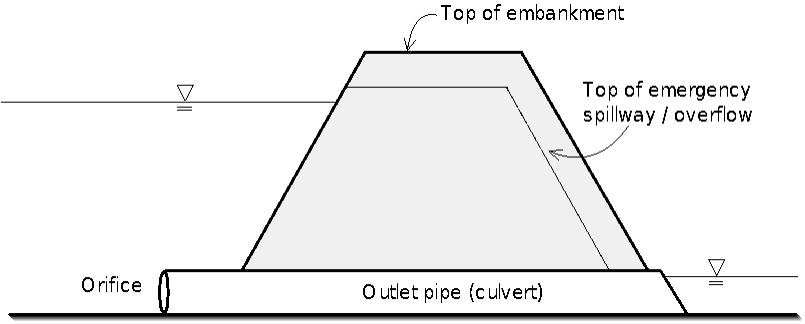 Top of embankment
Top of emergency
spillway / overflow
Orifice
Outlet pipe (culvert)